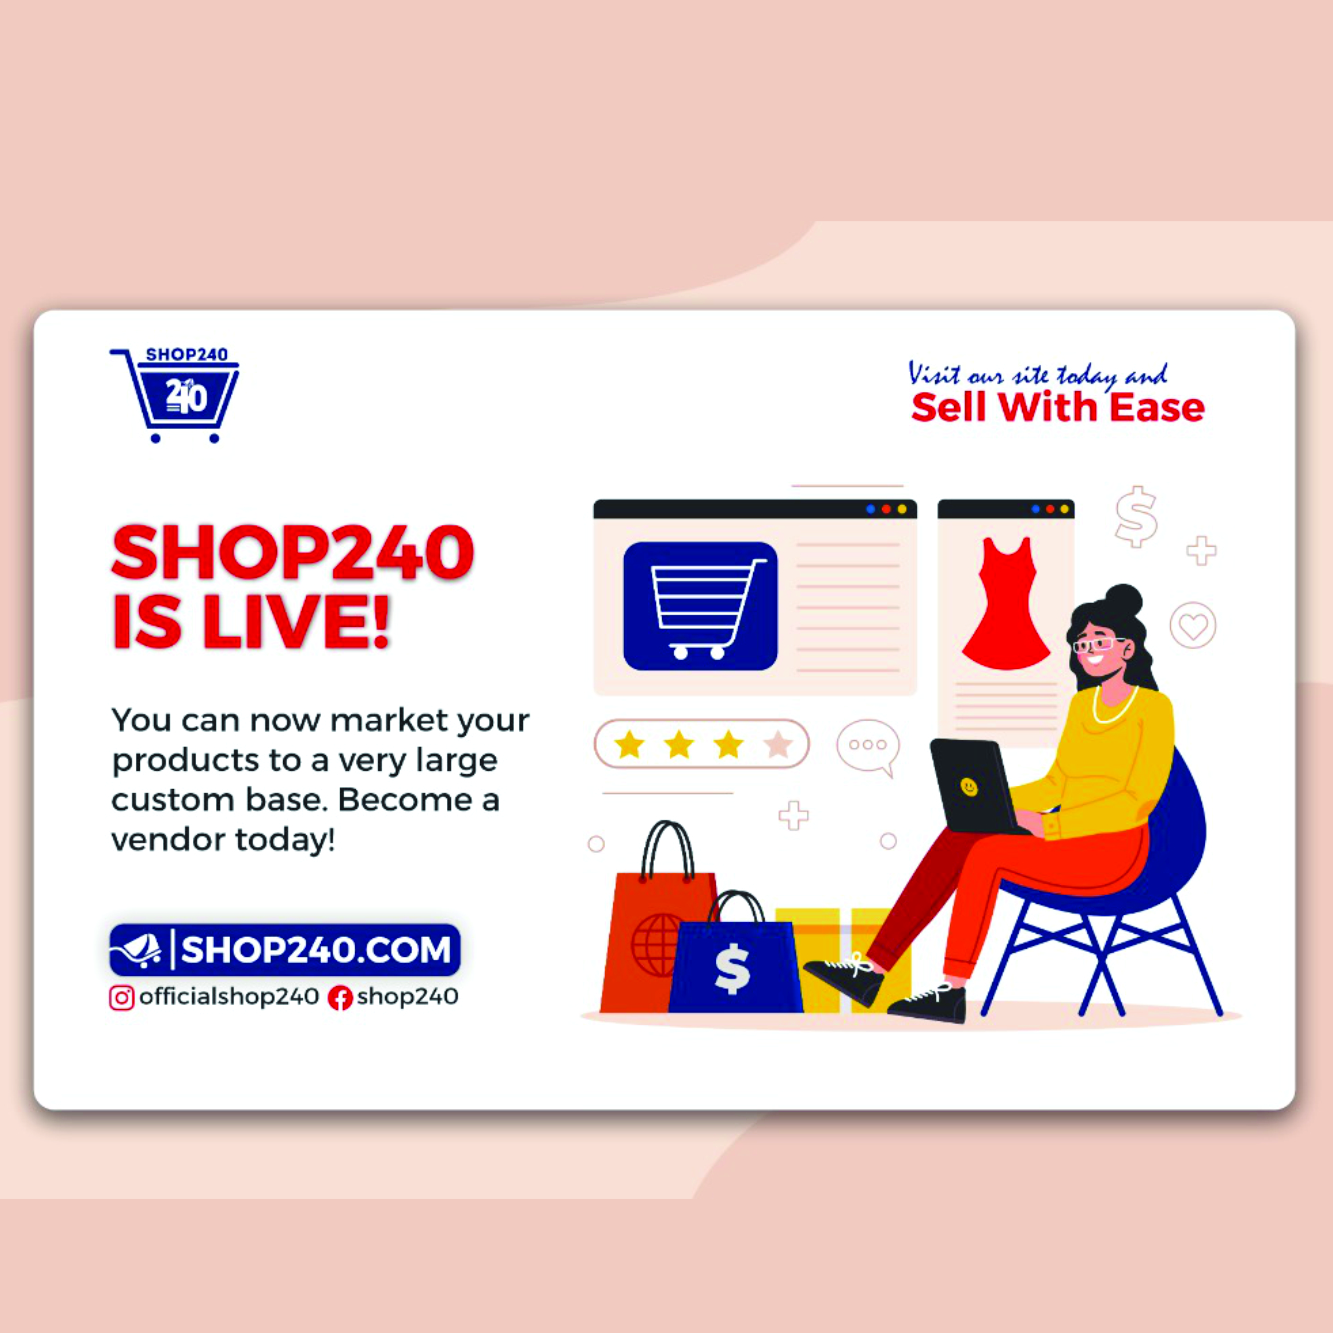 SHOP240
240
Visit our site today and
Sell With Ease
SHOP240
IS LIVE!
You can now market your
products to a very large
custom base. Become a
vendor today!
SHOP240.COM
officialshop240 shop240
$
$